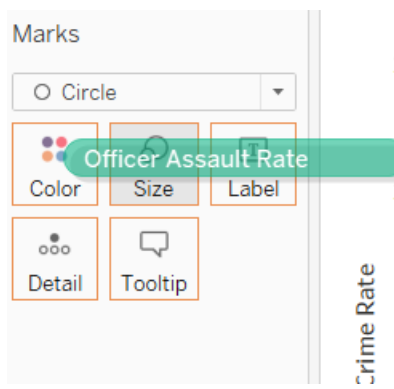 Marks
Circle
Officer Assault Rate
Color Size Label
Detail Tooltip
Crime Rate